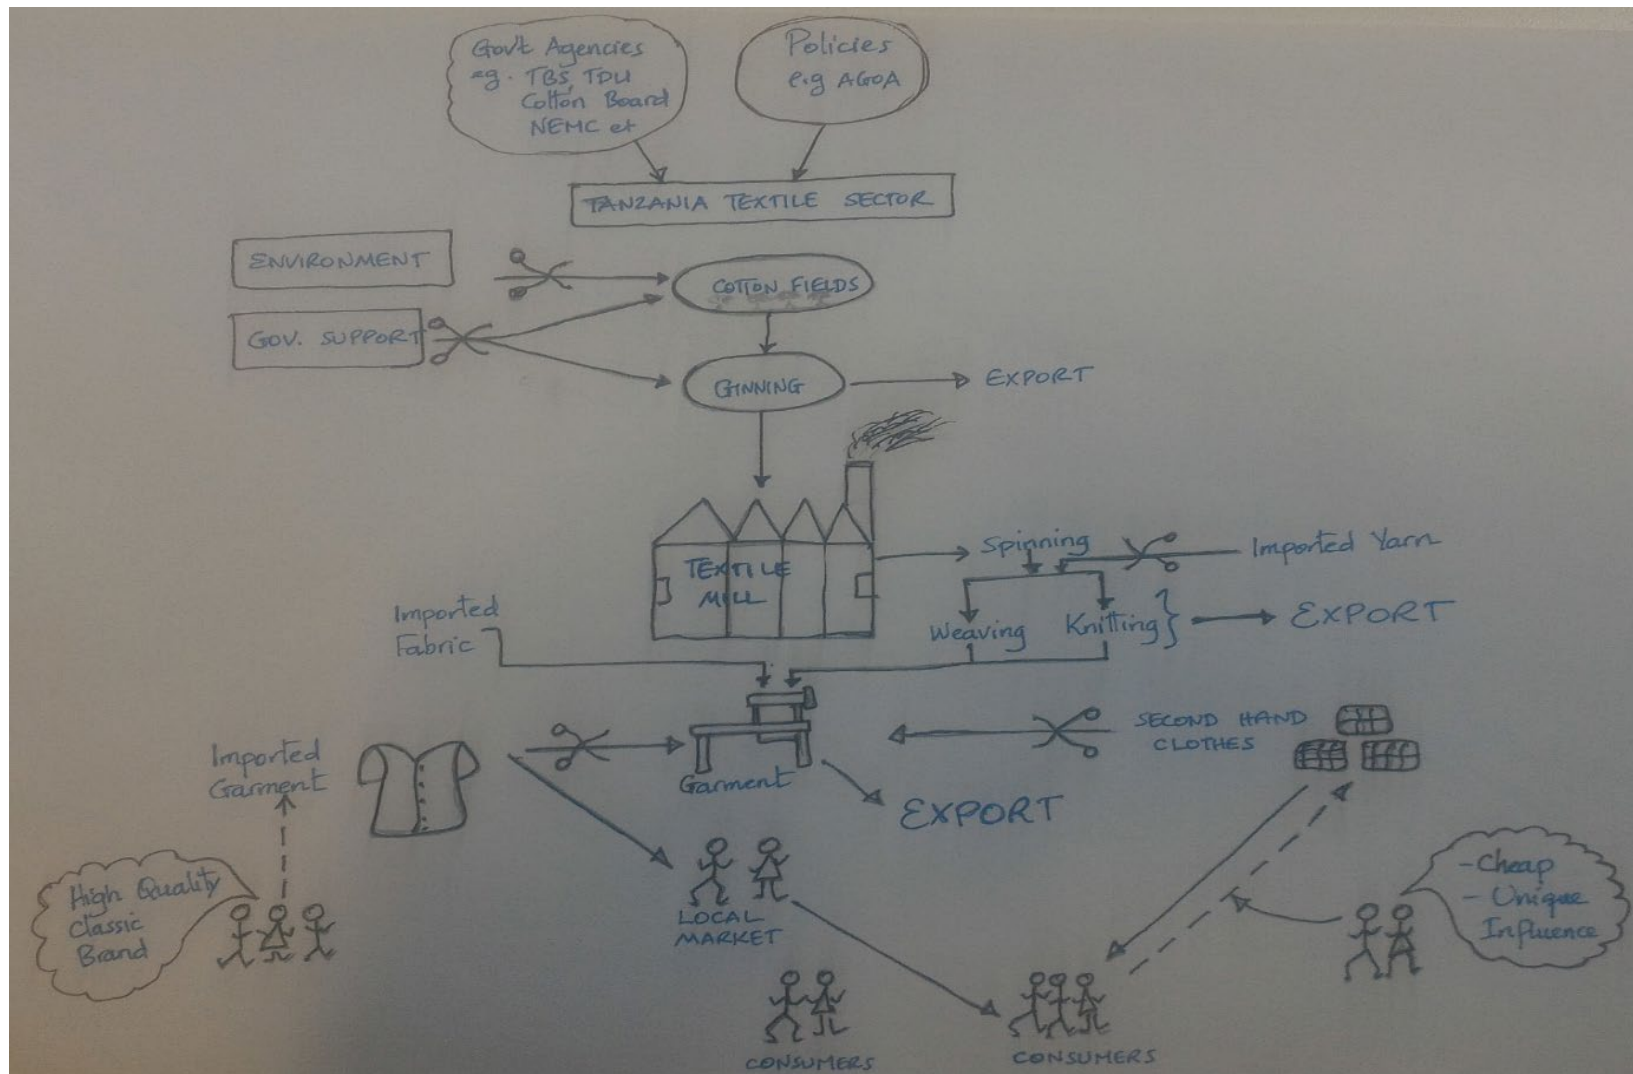 Gov't Agencies
eg. TBS, TDU
Cotton Board
NEMC et
Policies
e.g AGOA
TANZANIA TEXTILE SECTOR
ENVIRONMENT
COTTON FIELDS
GOV. SUPPORT
GINNING
EXPORT
Spinning
Imported Yarn
TEXTILE
MILL
Imported
Fabric
Weaving
Knitting}
EXPORT
SECOND HAND
CLOTHES
Imported
Garment
Garment
EXPORT
High Quality
Classic
Brand
LOCAL
MARKET
- Cheap
- Unique
Influence
CONSUMERS
CONSUMERS